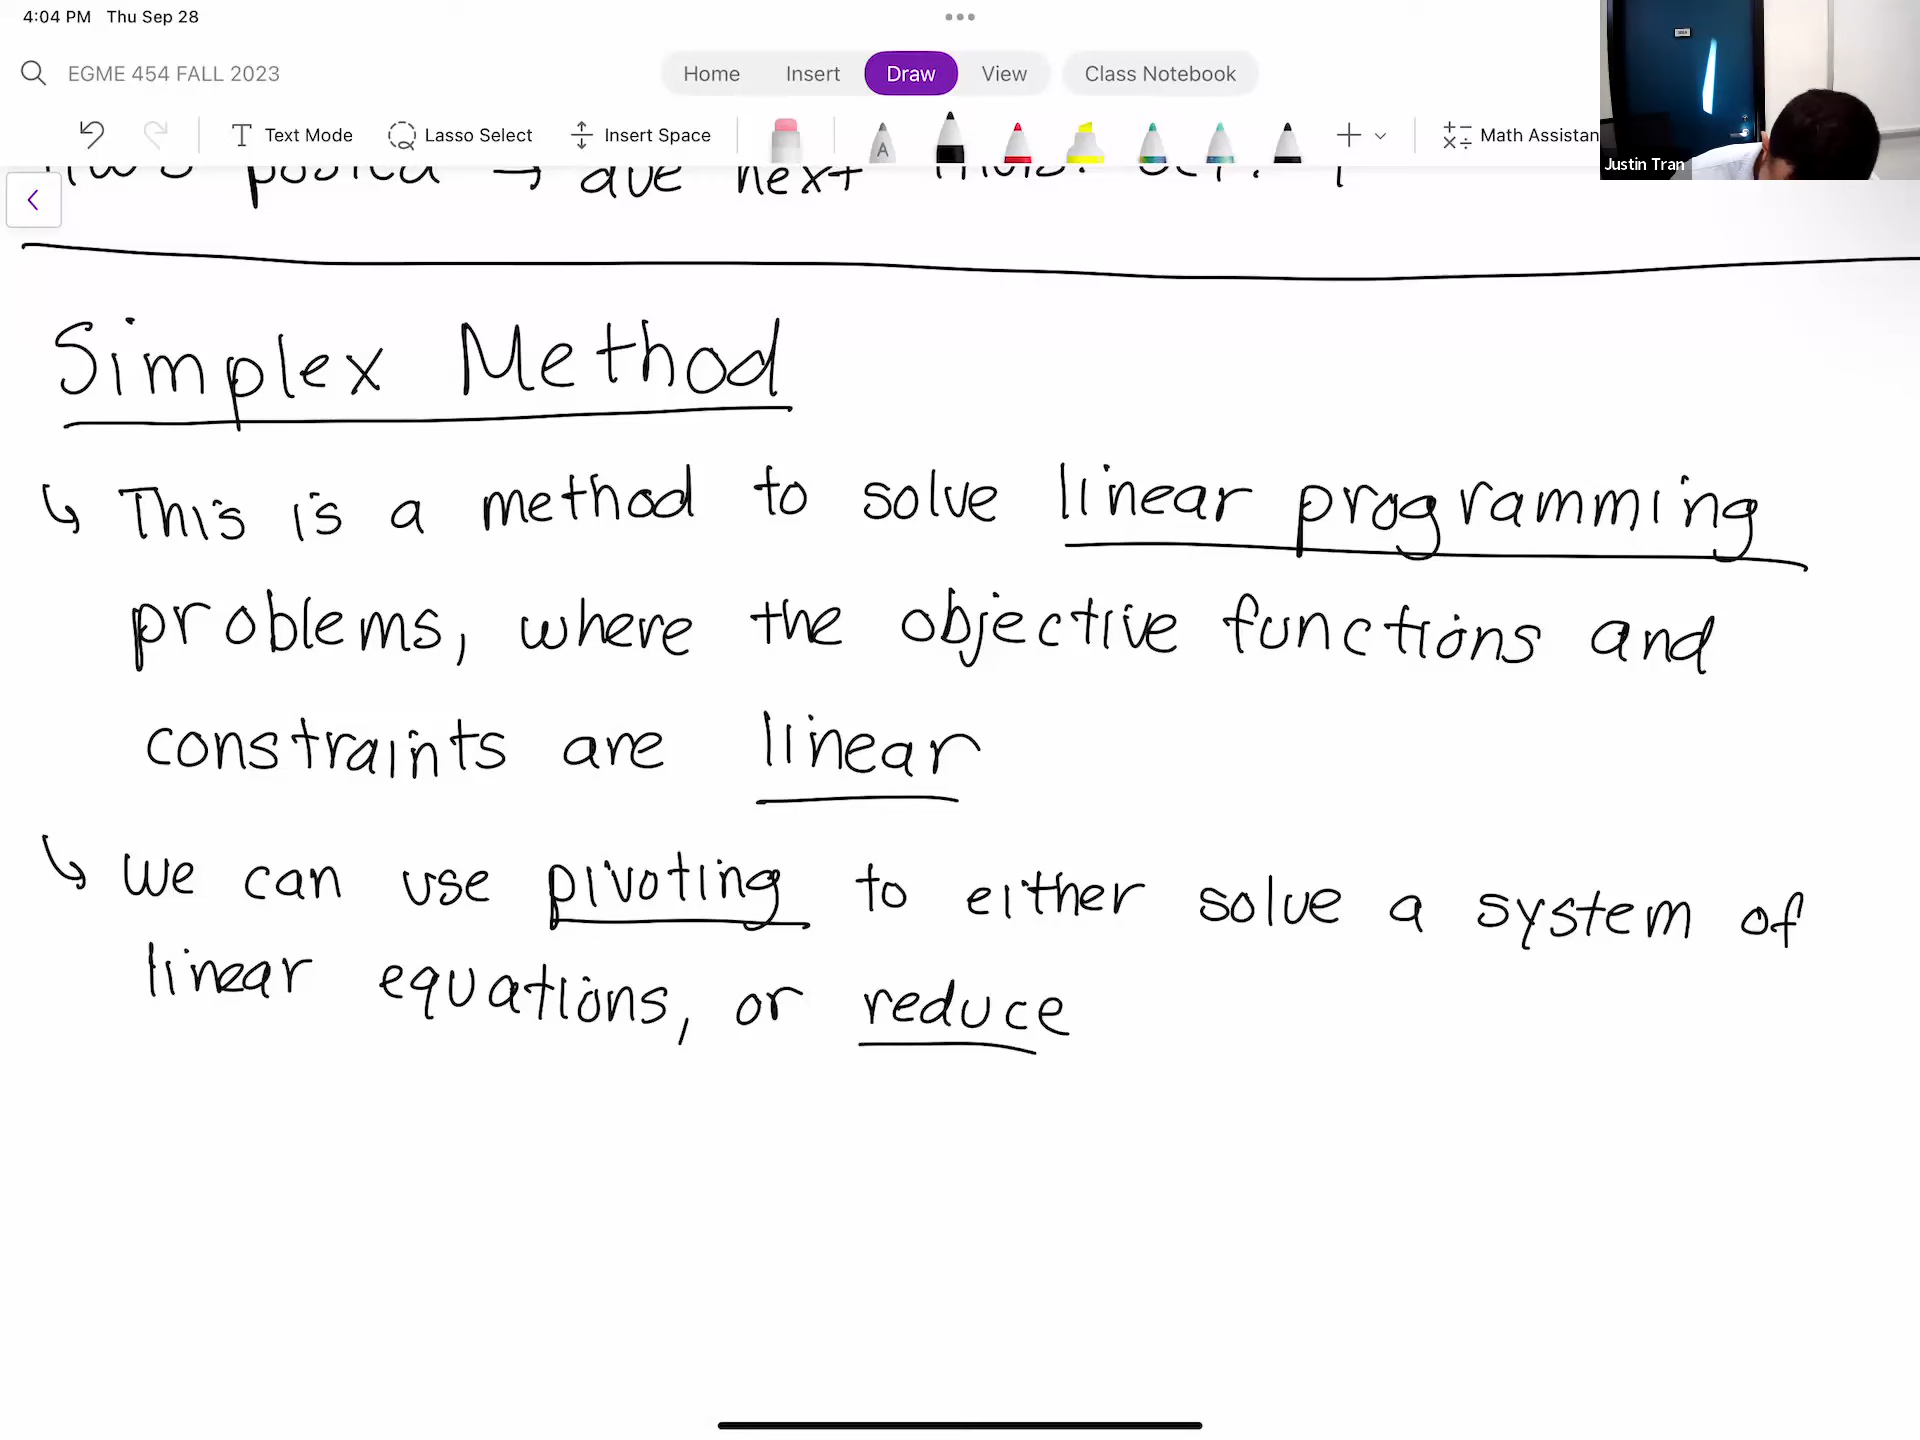 4:04 PM Thu Sep 28
EGME 454 FALL 2023
Home Insert Draw View Class Notebook
Text Mode Lasso Select Insert Space A Math Assistan
Justin Tran
posted → due next
Simplex Method
↳ This is a method to solve linear programming
problems, where the objective functions and
constraints are linear
↳ We can use pivoting to either solve a system of
linear equations, or reduce